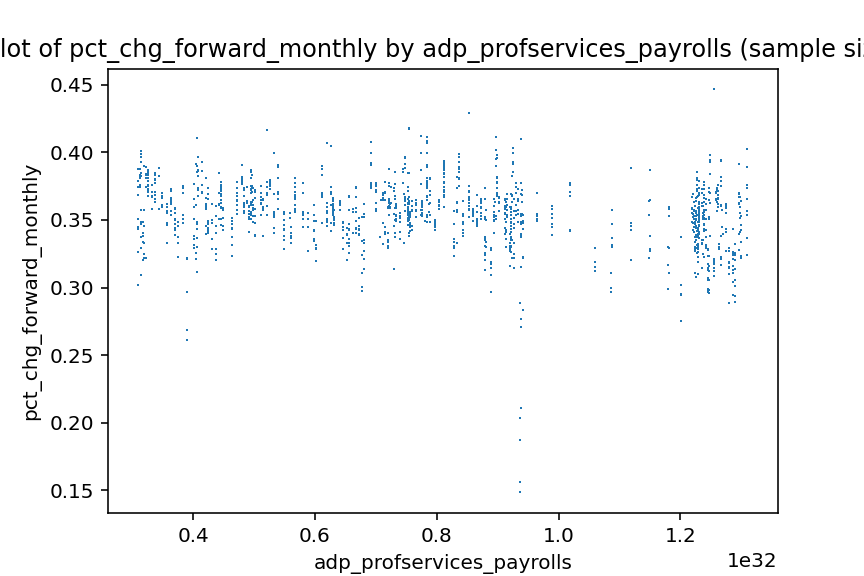 lot of pct_chg_forward_monthly by adp_profservices_payrolls (sample si
0.45
0.40
0.35
0.30
0.25
0.20
0.15
pct_chg_forward_monthly
0.4 0.6 0.8 1.0 1.2
adp_profservices_payrolls
1e32